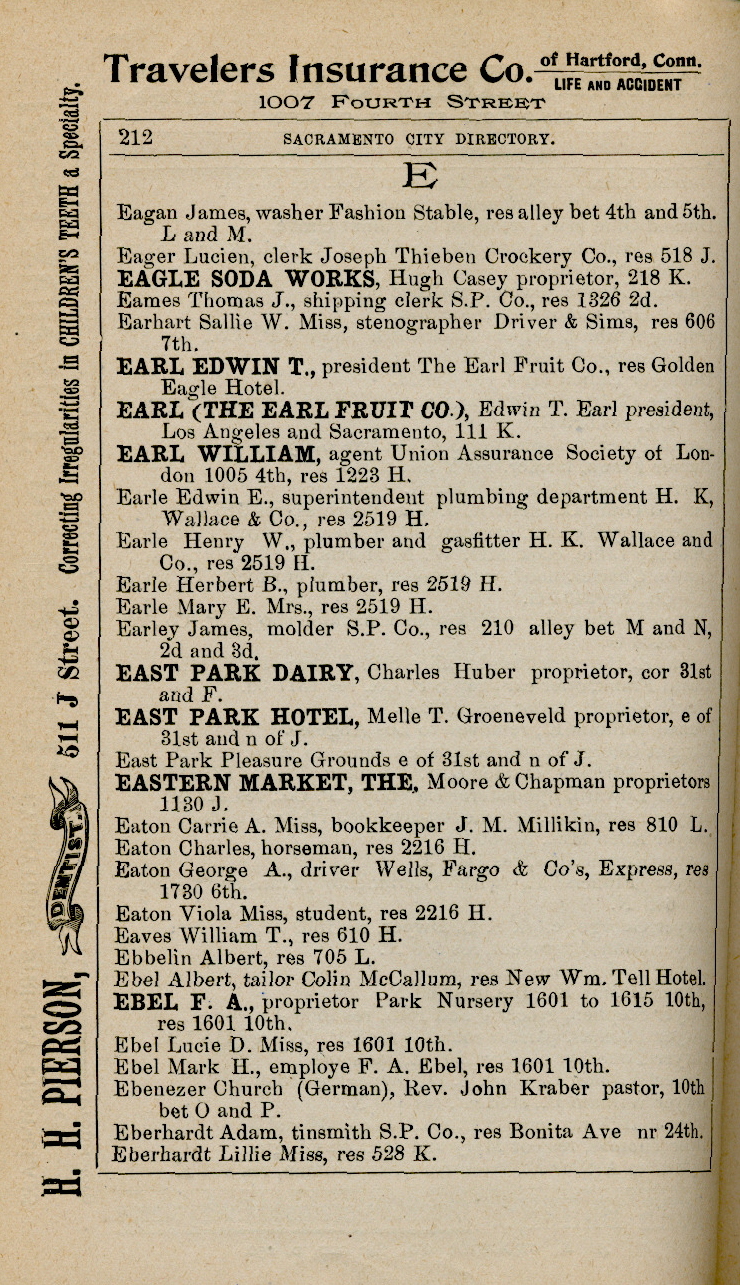 Travelers Insurance Co. of Hartford, Conn.
LIFE AND ACCIDENT
1007 FOURTH STREET
212 SACRAMENTO CITY DIRECTORY.
E
Eagan James, washer Fashion Stable, res alley bet 4th and 5th.
L and M.
Eager Lucien, clerk Joseph Thieben Crockery Co., res 518 J.
EAGLE SODA WORKS, Hugh Casey proprietor, 218 K.
Eames Thomas J., shipping clerk S.P. Co., res 1326 2d.
Earhart Sallie W. Miss, stenographer Driver & Sims, res 606
7th.
EARL EDWIN T., president The Earl Fruit Co., res Golden
Eagle Hotel.
EARL (THE EARL FRUIT CO.), Edwin T. Earl president,
Los Angeles and Sacramento, 111 K.
EARL WILLIAM, agent Union Assurance Society of Lon-
don 1005 4th, res 1223 H.
Earle Edwin E., superintendent plumbing department H. K,
Wallace & Co., res 2519 H.
Earle Henry W., plumber and gasfitter H. K. Wallace and
Co., res 2519 H.
Earle Herbert B., plumber, res 2519 H.
Earle Mary E. Mrs., res 2519 H.
Earley James, molder S.P. Co., res 210 alley bet M and N,
2d and 3d.
EAST PARK DAIRY, Charles Huber proprietor, cor 31st
and F.
EAST PARK HOTEL, Melle T. Groeneveld proprietor, e of
31st and n of J.
East Park Pleasure Grounds e of 31st and n of J.
EASTERN MARKET, THE, Moore & Chapman proprietors
1130 J.
Eaton Carrie A. Miss, bookkeeper J. M. Millikin, res 810 L.
Eaton Charles, horseman, res 2216 H.
Eaton George A., driver Wells, Fargo & Co's, Express, res
1730 6th.
Eaton Viola Miss, student, res 2216 H.
Eaves William T., res 610 H.
Ebbelin Albert, res 705 L.
Ebel Albert, tailor Colin McCallum, res New Wm. Tell Hotel.
EBEL F. A., proprietor Park Nursery 1601 to 1615 10th,
res 1601 10th.
Ebel Lucie D. Miss, res 1601 10th.
Ebel Mark H., employe F. A. Ebel, res 1601 10th.
Ebenezer Church (German), Rev. John Kraber pastor, 10th
bet O and P.
Eberhardt Adam, tinsmith S.P. Co., res Bonita Ave nr 24th.
Eberhardt Lillie Miss, res 528 K.
H. H. PIERSON, DENTIST. 511 J Street. Correcting Irregularities in CHILDREN'S TEETH a Specialty.